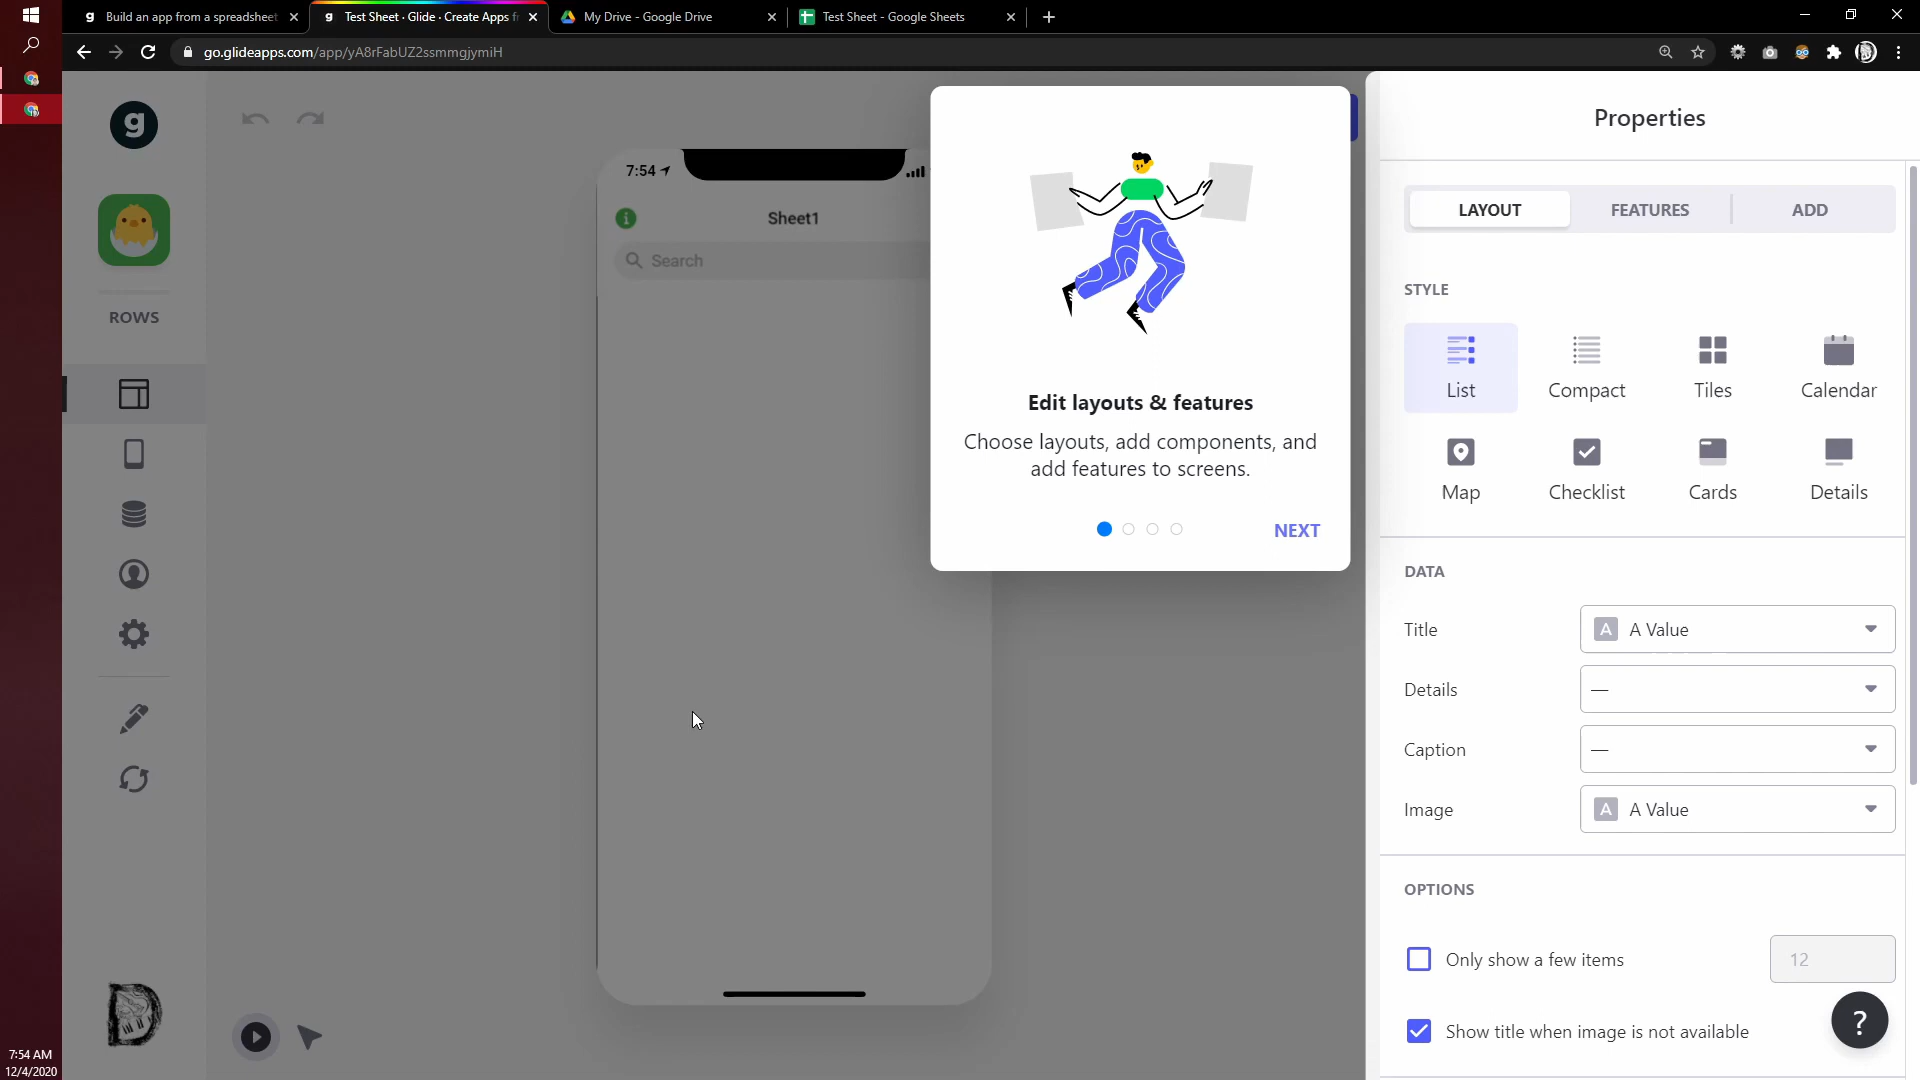 Build an app from a spreadsheet
Test Sheet · Glide · Create Apps f
My Drive - Google Drive
Test Sheet - Google Sheets
go.glideapps.com/app/yA8rFabUZ2ssmmgjymiH
g
ROWS
7:54
Sheet1
Search
Edit layouts & features
Choose layouts, add components, and
add features to screens.
NEXT
Properties
LAYOUT
FEATURES
ADD
STYLE
List
Compact
Tiles
Calendar
Map
Checklist
Cards
Details
DATA
Title
A Value
Details
—
Caption
—
Image
A Value
OPTIONS
Only show a few items
12
Show title when image is not available
?
7:54 AM
12/4/2020